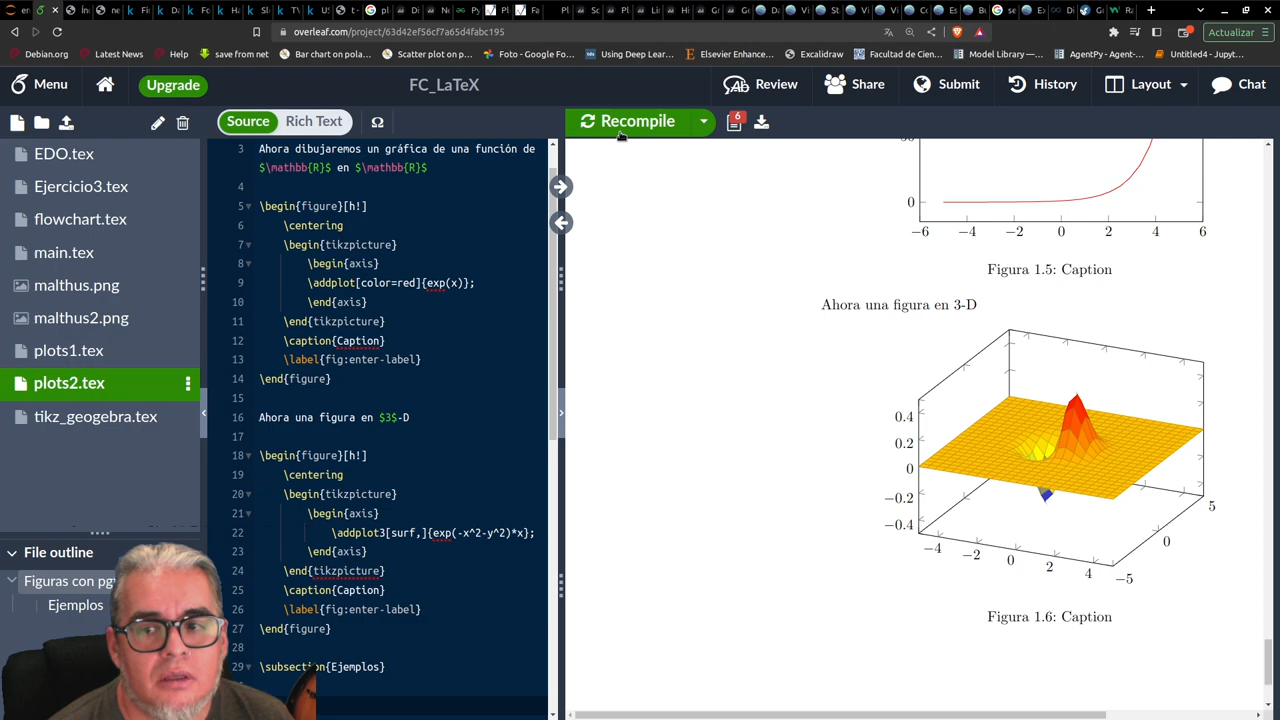 overleaf.com/project/63d42ef56cf7a65d4fabc195
Actualizar
Debian.org
Latest News
Help
save from net
Bar chart on polar...
Scatter plot on p...
Foto - Google Fo...
Using Deep Lear...
Elsevier Enhance...
Excalidraw
Facultad de Cienc...
Model Library —...
AgentPy - Agent-...
Untitled4 - Jupyt...
Menu
Upgrade
FC_LaTeX
Review
Share
Submit
History
Layout
Chat
Source
Rich Text
Ω
Recompile
6
EDO.tex
Ejercicio3.tex
flowchart.tex
main.tex
malthus.png
malthus2.png
plots1.tex
plots2.tex
tikz_geogebra.tex
File outline
Figuras con pg
Ejemplos
3 Ahora dibujaremos un gráfica de una función de
$\mathbb{R}$ en $\mathbb{R}$
4
5 \begin{figure}[h!]
6 \centering
7 \begin{tikzpicture}
8 \begin{axis}
9 \addplot[color=red]{exp(x)};
10 \end{axis}
11 \end{tikzpicture}
12 \caption{Caption}
13 \label{fig:enter-label}
14 \end{figure}
15
16 Ahora una figura en $3$-D
17
18 \begin{figure}[h!]
19 \centering
20 \begin{tikzpicture}
21 \begin{axis}
22 \addplot3[surf,]{exp(-x^2-y^2)*x};
23 \end{axis}
24 \end{tikzpicture}
25 \caption{Caption}
26 \label{fig:enter-label}
27 \end{figure}
28
29 \subsection{Ejemplos}
0
−6 −4 −2 0 2 4 6
Figura 1.5: Caption
Ahora una figura en 3-D
0.4
0.2
0
−0.2
−0.4
−4 −2 0 2 4
−5 0 5
Figura 1.6: Caption